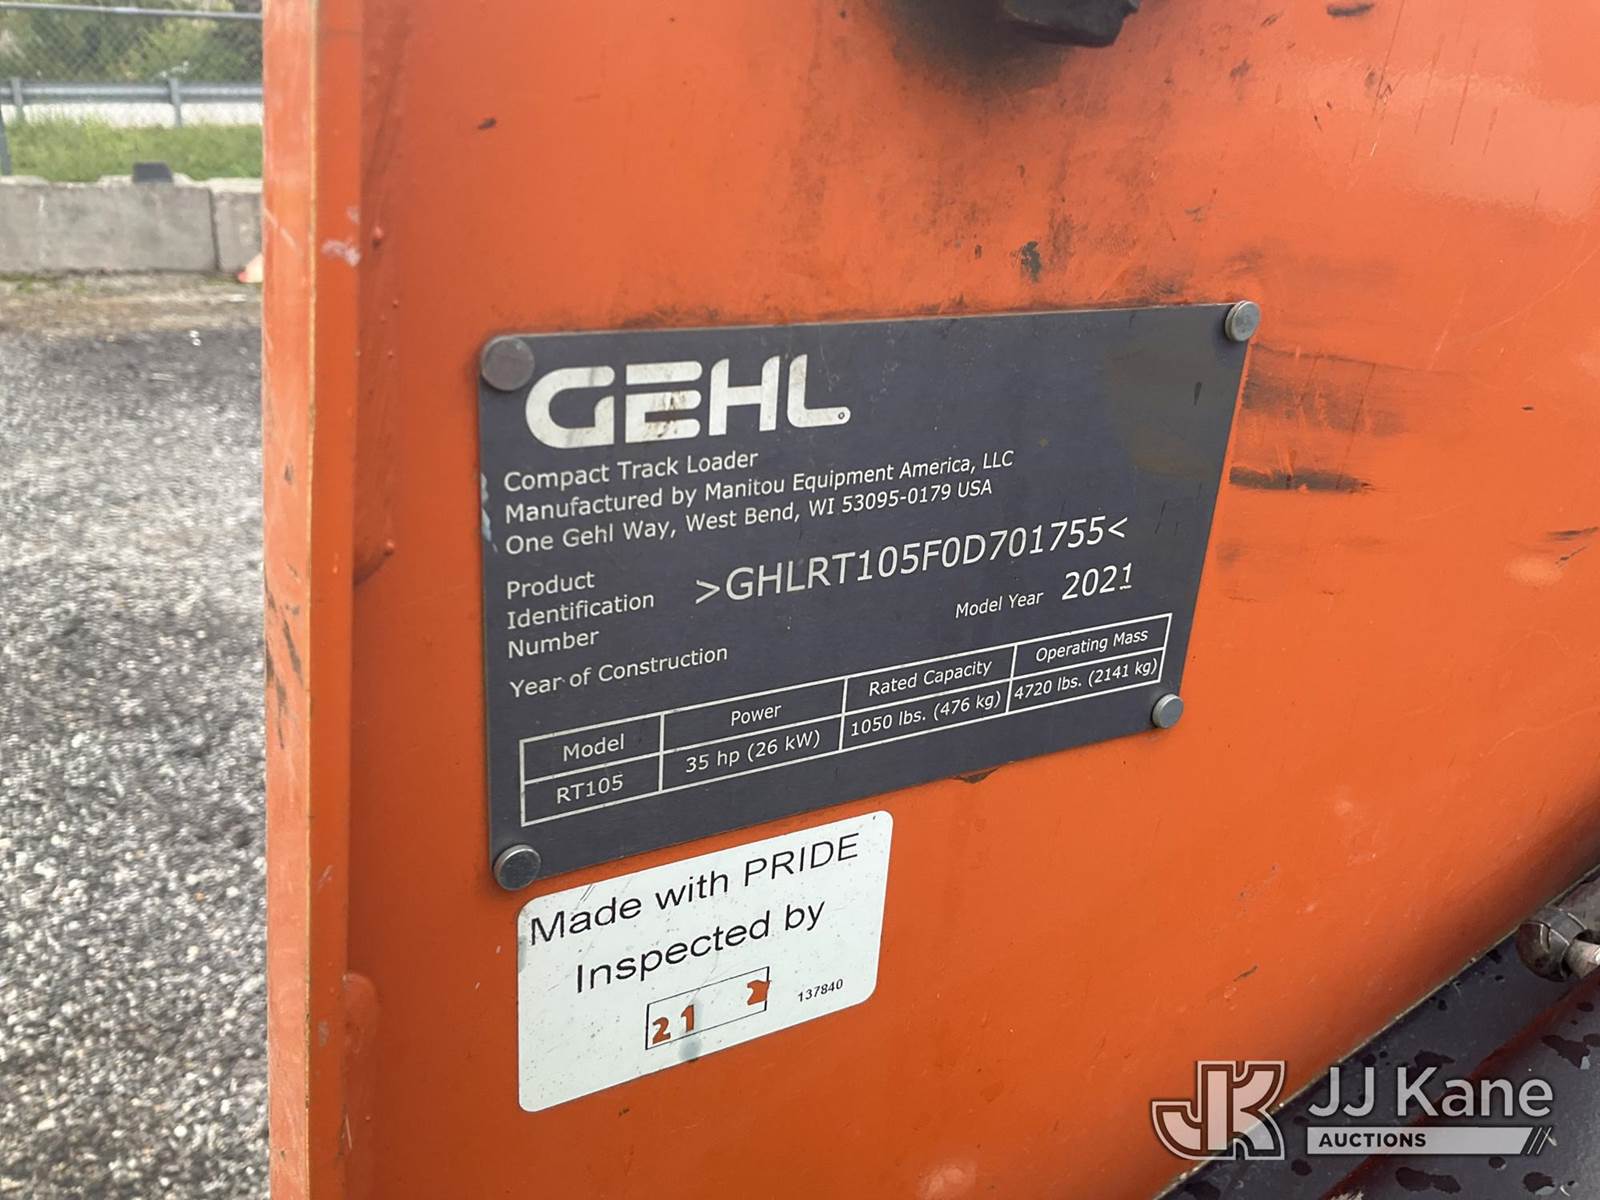 GEHL®
Compact Track Loader
Manufactured by Manitou Equipment America, LLC
One Gehl Way, West Bend, WI 53095-0179 USA
Product
Identification
Number
>GHLRT105F0D701755<
Model Year 2021
Year of Construction
Model Power Rated Capacity Operating Mass
RT105 35 hp (26 kW) 1050 lbs. (476 kg) 4720 lbs. (2141 kg)
Made with PRIDE
Inspected by
21 2
137840
JK JJ Kane
AUCTIONS